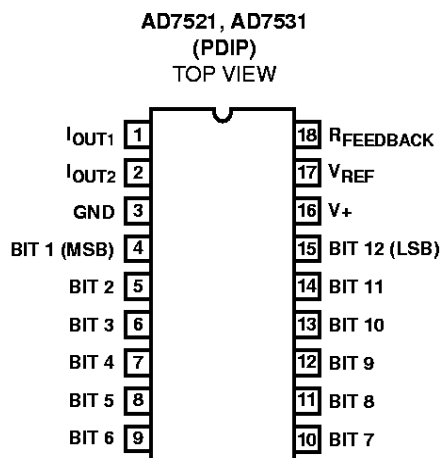 AD7521, AD7531
(PDIP)
TOP VIEW
IOUT1 1 18 RFEEDBACK
IOUT2 2 17 VREF
GND 3 16 V+
BIT 1 (MSB) 4 15 BIT 12 (LSB)
BIT 2 5 14 BIT 11
BIT 3 6 13 BIT 10
BIT 4 7 12 BIT 9
BIT 5 8 11 BIT 8
BIT 6 9 10 BIT 7